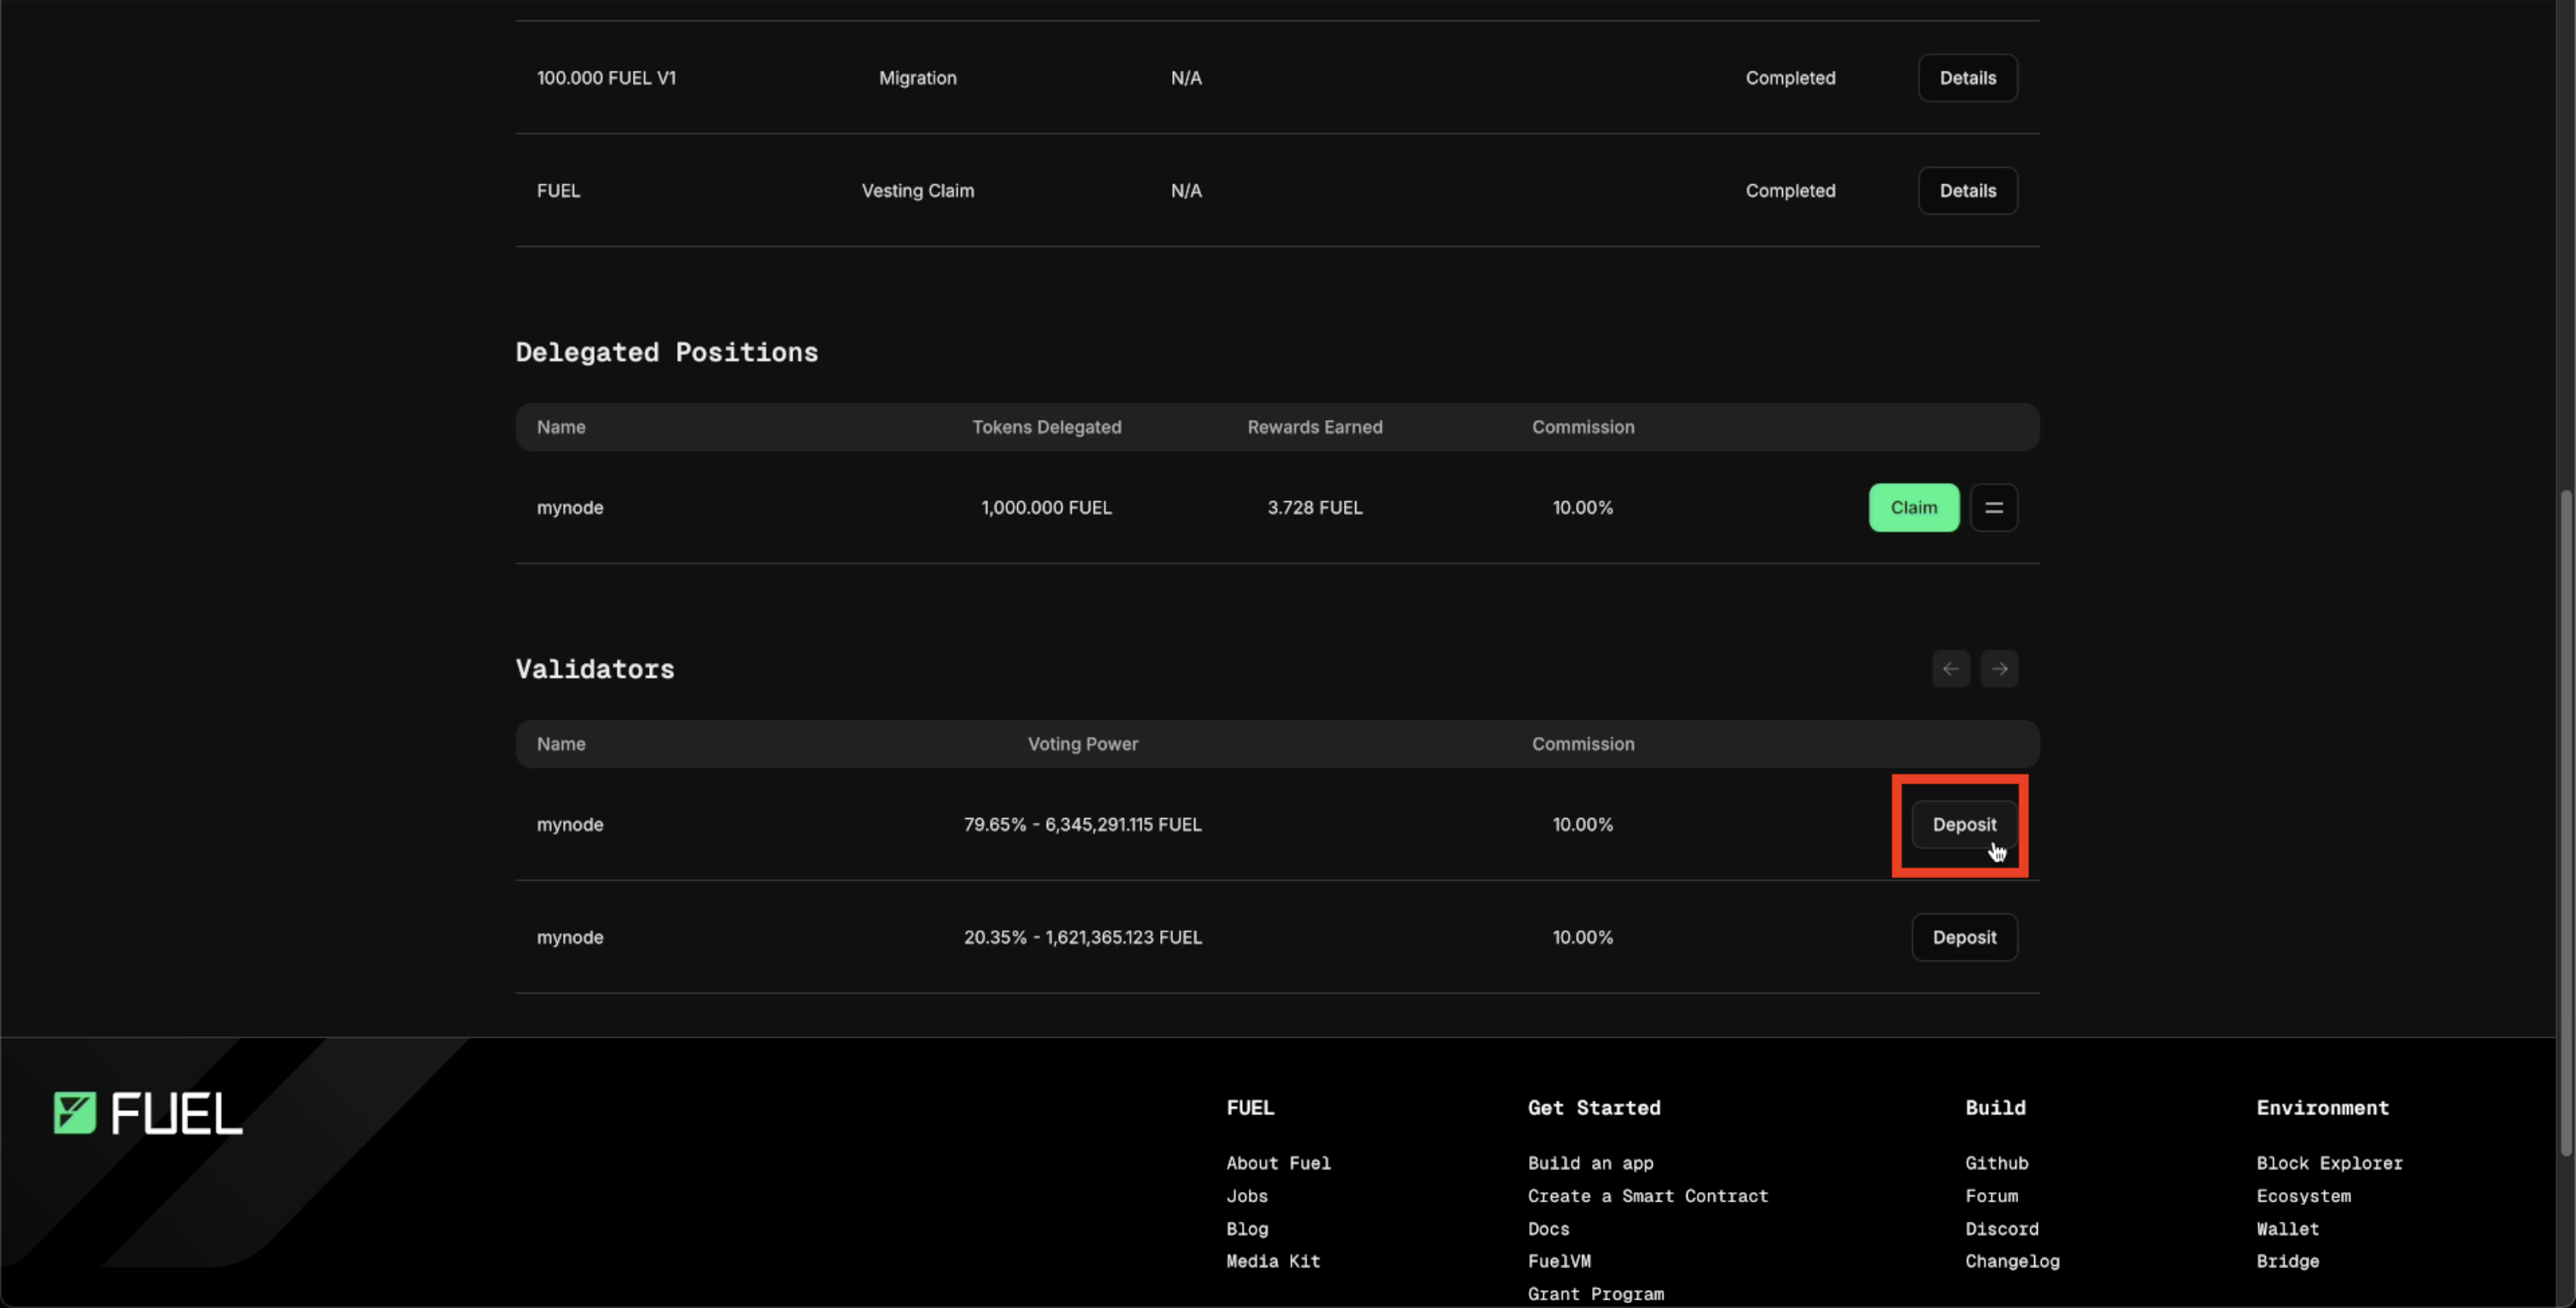 100.000 FUEL V1 Migration N/A Completed Details
FUEL Vesting Claim N/A Completed Details
Delegated Positions
Name Tokens Delegated Rewards Earned Commission
mynode 1,000.000 FUEL 3.728 FUEL 10.00% Claim
Validators
Name Voting Power Commission
mynode 79.65% - 6,345,291.115 FUEL 10.00% Deposit
mynode 20.35% - 1,621,365.123 FUEL 10.00% Deposit
FUEL
FUEL
About Fuel
Jobs
Blog
Media Kit
Get Started
Build an app
Create a Smart Contract
Docs
FuelVM
Grant Program
Build
Github
Forum
Discord
Changelog
Environment
Block Explorer
Ecosystem
Wallet
Bridge